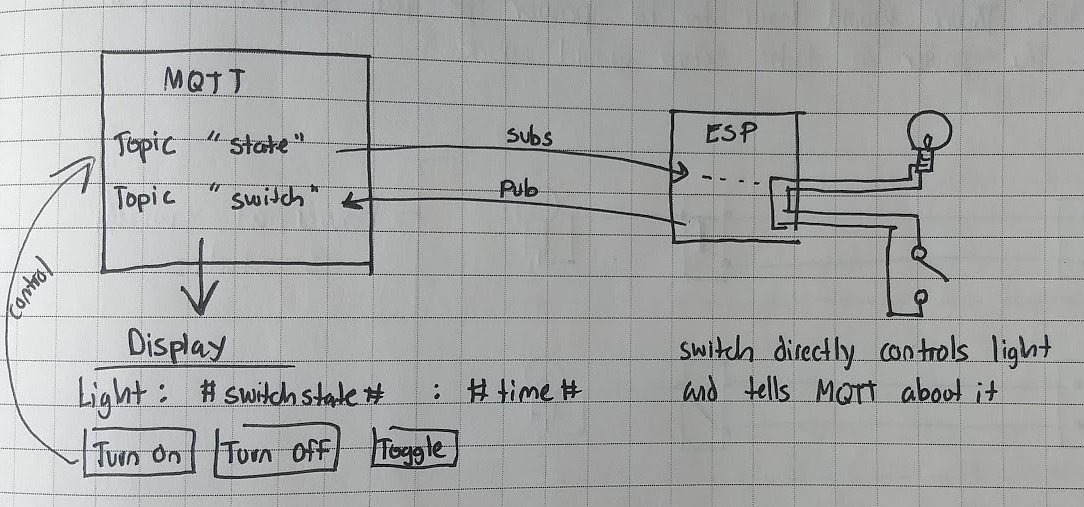 MQTT
Topic "state"
Topic "switch"
subs
Pub
ESP
control
Display
Light: #switchstate# : #time#
Turn on
Turn off
Toggle
switch directly controls light
and tells MQTT about it